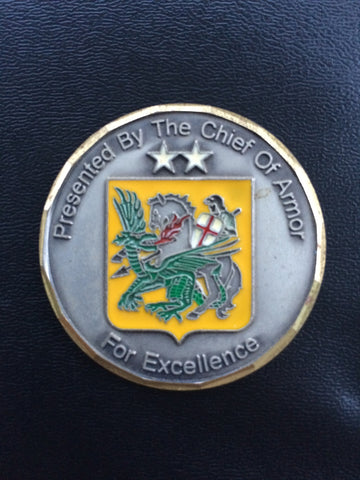 Presented By The Chief Of Armor
For Excellence